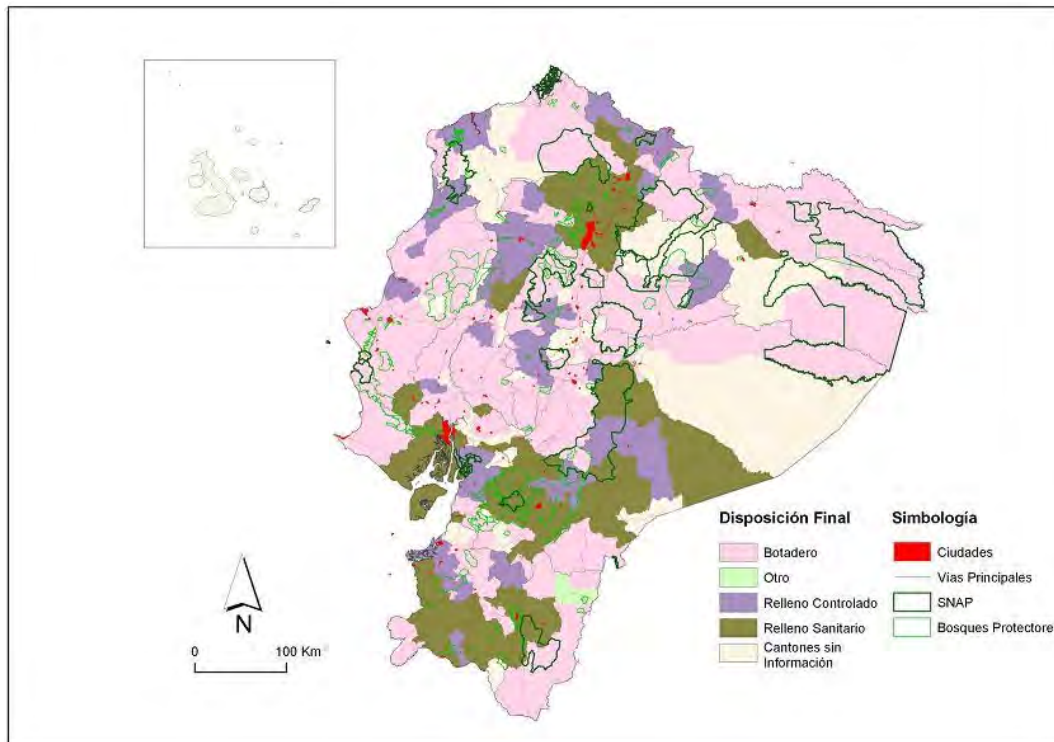 N
0 100 Km
Disposición Final
Botadero
Otro
Relleno Controlado
Relleno Sanitario
Cantones sin
Información
Simbología
Ciudades
Vías Principales
SNAP
Bosques Protectore